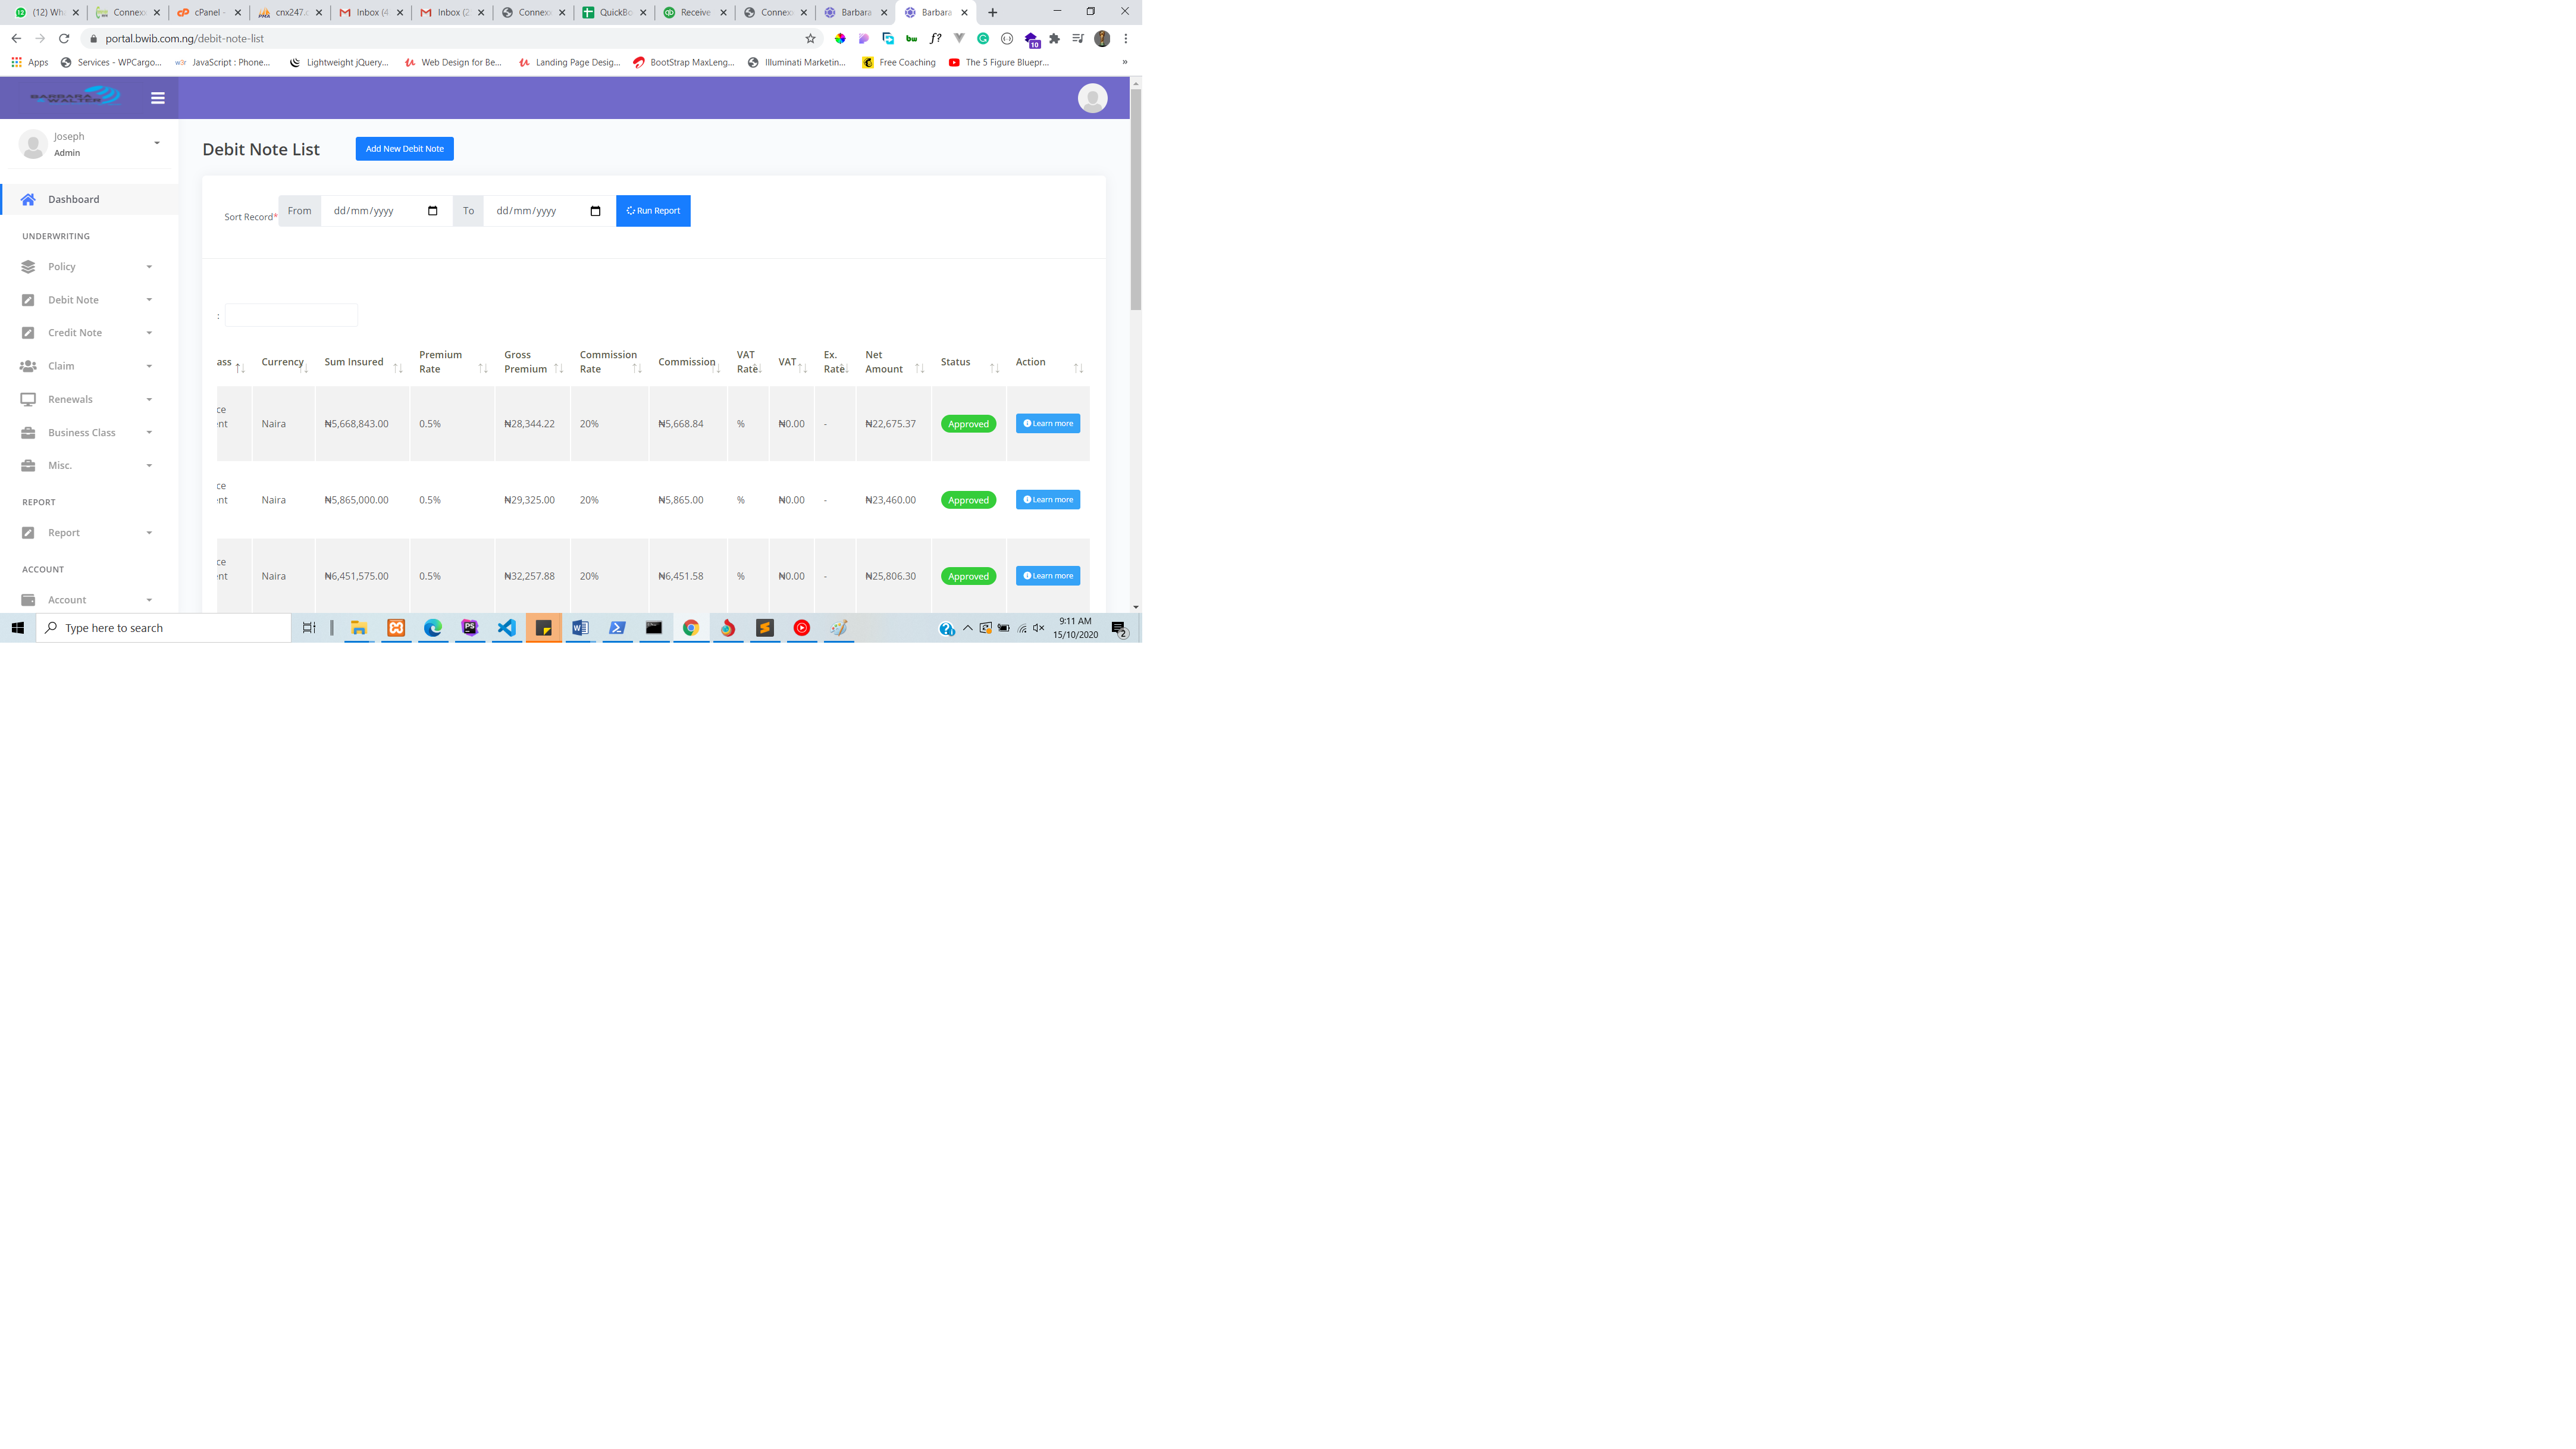 (12) Wh
Connex
cPanel -
cnx247.
Inbox (4
Inbox (2
Connex
QuickBo
Receive
Connex
Barbara
Barbara
portal.bwib.com.ng/debit-note-list
10
Apps
Services - WPCargo...
JavaScript : Phone...
Lightweight jQuery...
Web Design for Be...
Landing Page Desig...
BootStrap MaxLeng...
Illuminati Marketin...
Free Coaching
The 5 Figure Bluepr...
»
BARBARA
WALTER
Joseph
Admin
Dashboard
UNDERWRITING
Policy
Debit Note
Credit Note
Claim
Renewals
Business Class
Misc.
REPORT
Report
ACCOUNT
Account
Debit Note List
Add New Debit Note
Sort Record* From dd/mm/yyyy To dd/mm/yyyy Run Report
:
ass Currency Sum Insured Premium Rate Gross Premium Commission Rate Commission VAT Rate VAT Ex. Rate Net Amount Status Action
ce
ent Naira ₦5,668,843.00 0.5% ₦28,344.22 20% ₦5,668.84 % ₦0.00 - ₦22,675.37 Approved Learn more
ce
ent Naira ₦5,865,000.00 0.5% ₦29,325.00 20% ₦5,865.00 % ₦0.00 - ₦23,460.00 Approved Learn more
ce
ent Naira ₦6,451,575.00 0.5% ₦32,257.88 20% ₦6,451.58 % ₦0.00 - ₦25,806.30 Approved Learn more
Type here to search
9:11 AM
15/10/2020
2